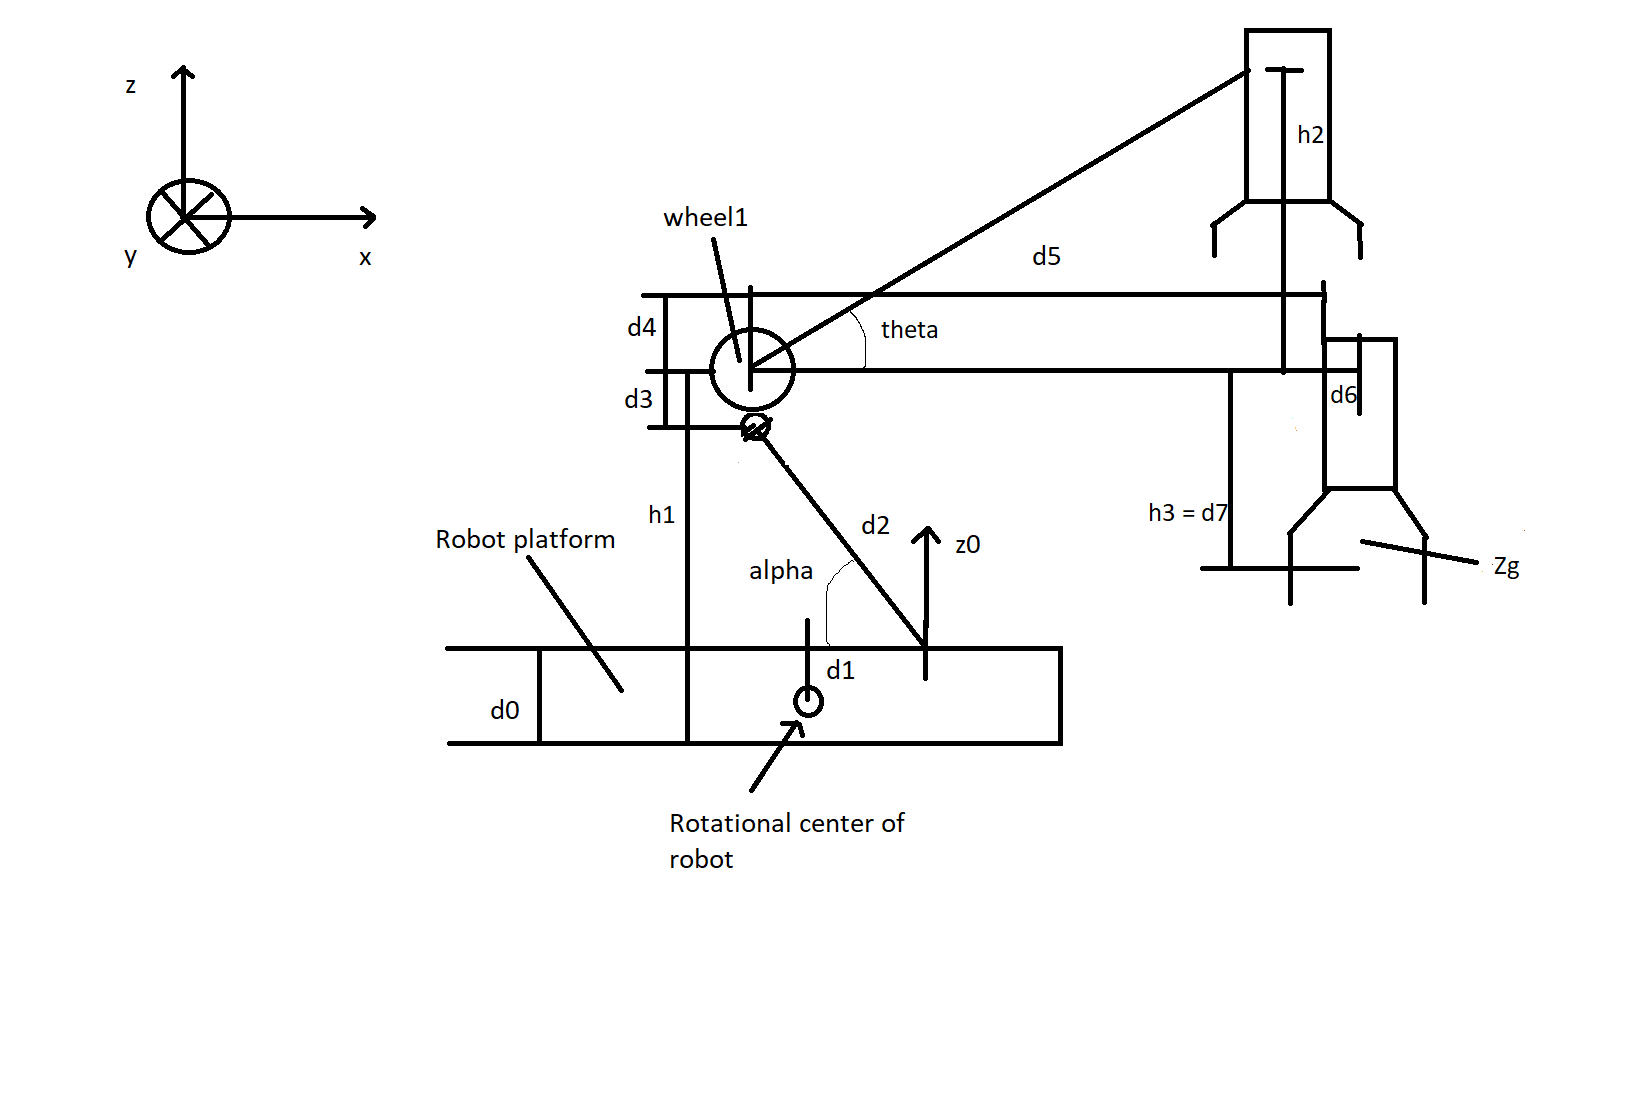 z
h2
wheel1
y
x
d5
d4
theta
d3
d6
h1
h3 = d7
d2
Robot platform
z0
alpha
Zg
d1
d0
Rotational center of
robot